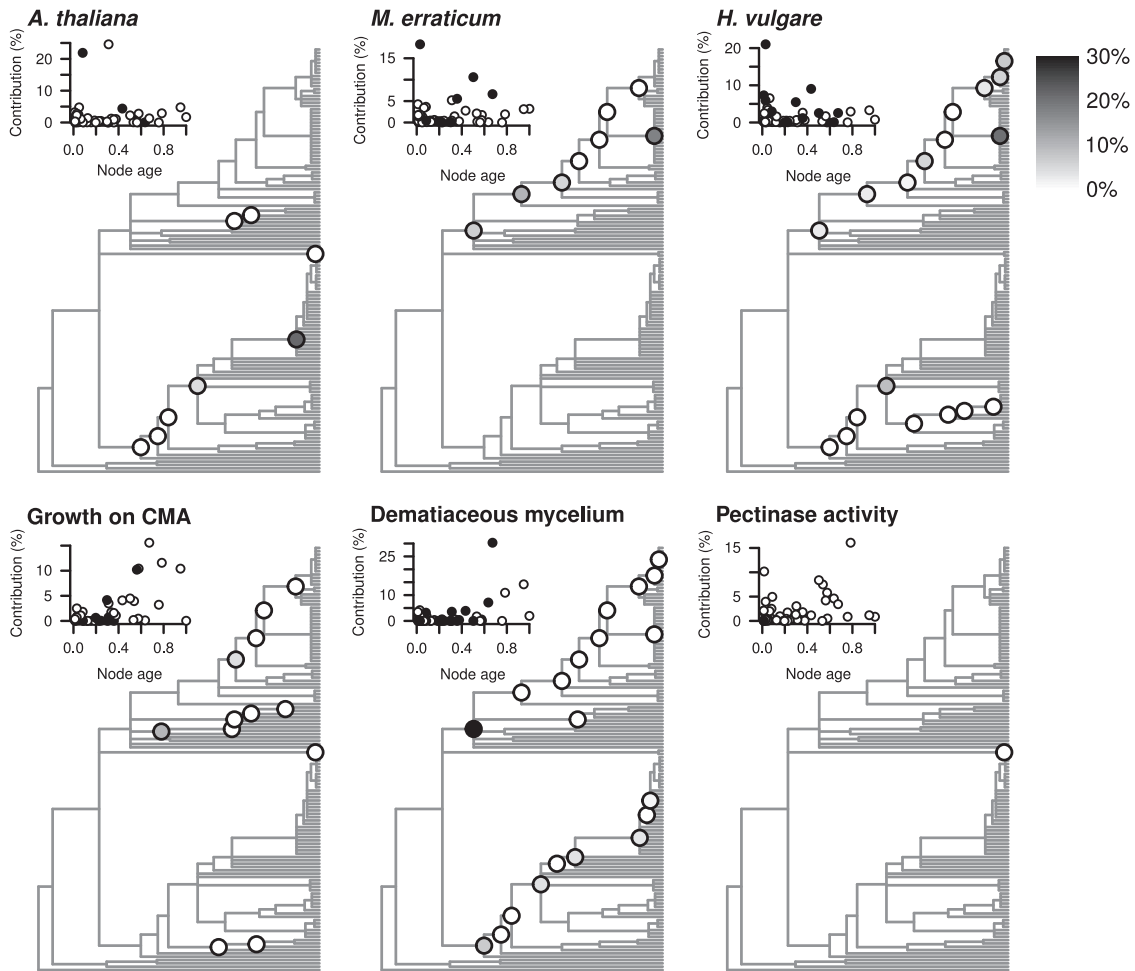 A. thaliana
Contribution (%)
20
10
0
0.0 0.4 0.8
Node age
M. erraticum
Contribution (%)
15
5
0
0.0 0.4 0.8
Node age
H. vulgare
Contribution (%)
20
10
0
0.0 0.4 0.8
Node age
30%
20%
10%
0%
Growth on CMA
Contribution (%)
10
5
0
0.0 0.4 0.8
Node age
Dematiaceous mycelium
Contribution (%)
25
10
0
0.0 0.4 0.8
Node age
Pectinase activity
Contribution (%)
15
5
0
0.0 0.4 0.8
Node age